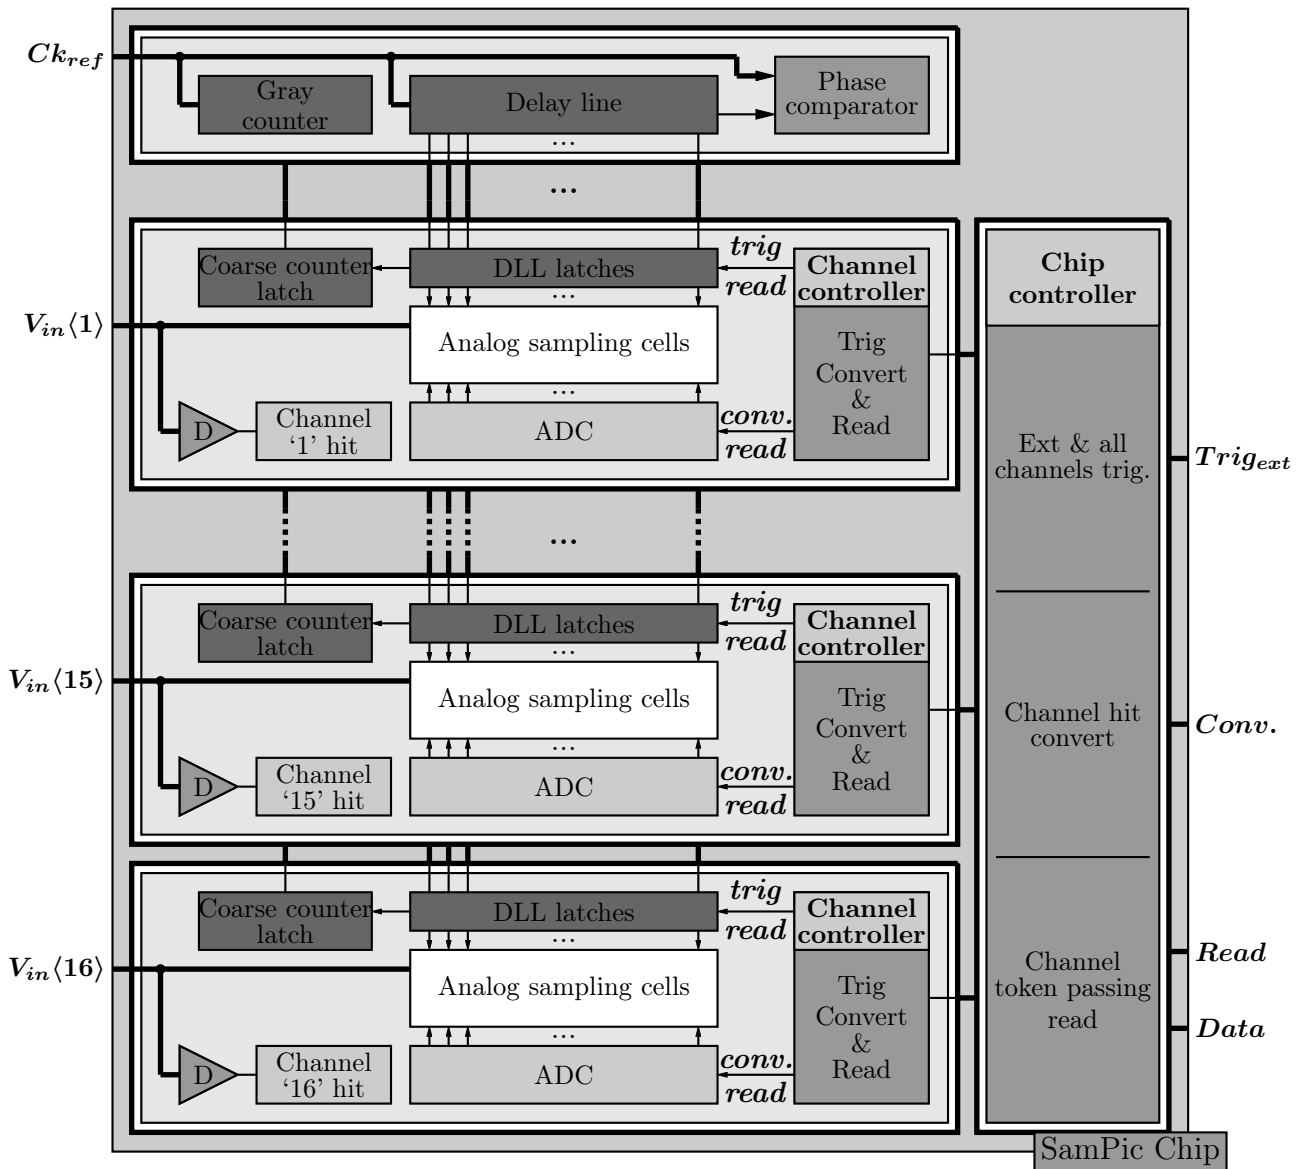 Ck_ref
Gray
counter
Delay line
Phase
comparator
...
...
Coarse counter
latch
DLL latches
trig
read
Channel
controller
Chip
controller
...
V_in⟨1⟩
Analog sampling cells
Trig
Convert
&
Read
...
D
Channel
‘1’ hit
ADC
conv.
read
Ext & all
channels trig.
Trig_ext
...
Coarse counter
latch
DLL latches
trig
read
Channel
controller
...
V_in⟨15⟩
Analog sampling cells
Trig
Convert
&
Read
Channel hit
convert
Conv.
...
D
Channel
‘15’ hit
ADC
conv.
read
Coarse counter
latch
DLL latches
trig
read
Channel
controller
...
V_in⟨16⟩
Analog sampling cells
Trig
Convert
&
Read
Channel
token passing
read
Read
Data
...
D
Channel
‘16’ hit
ADC
conv.
read
SamPic Chip